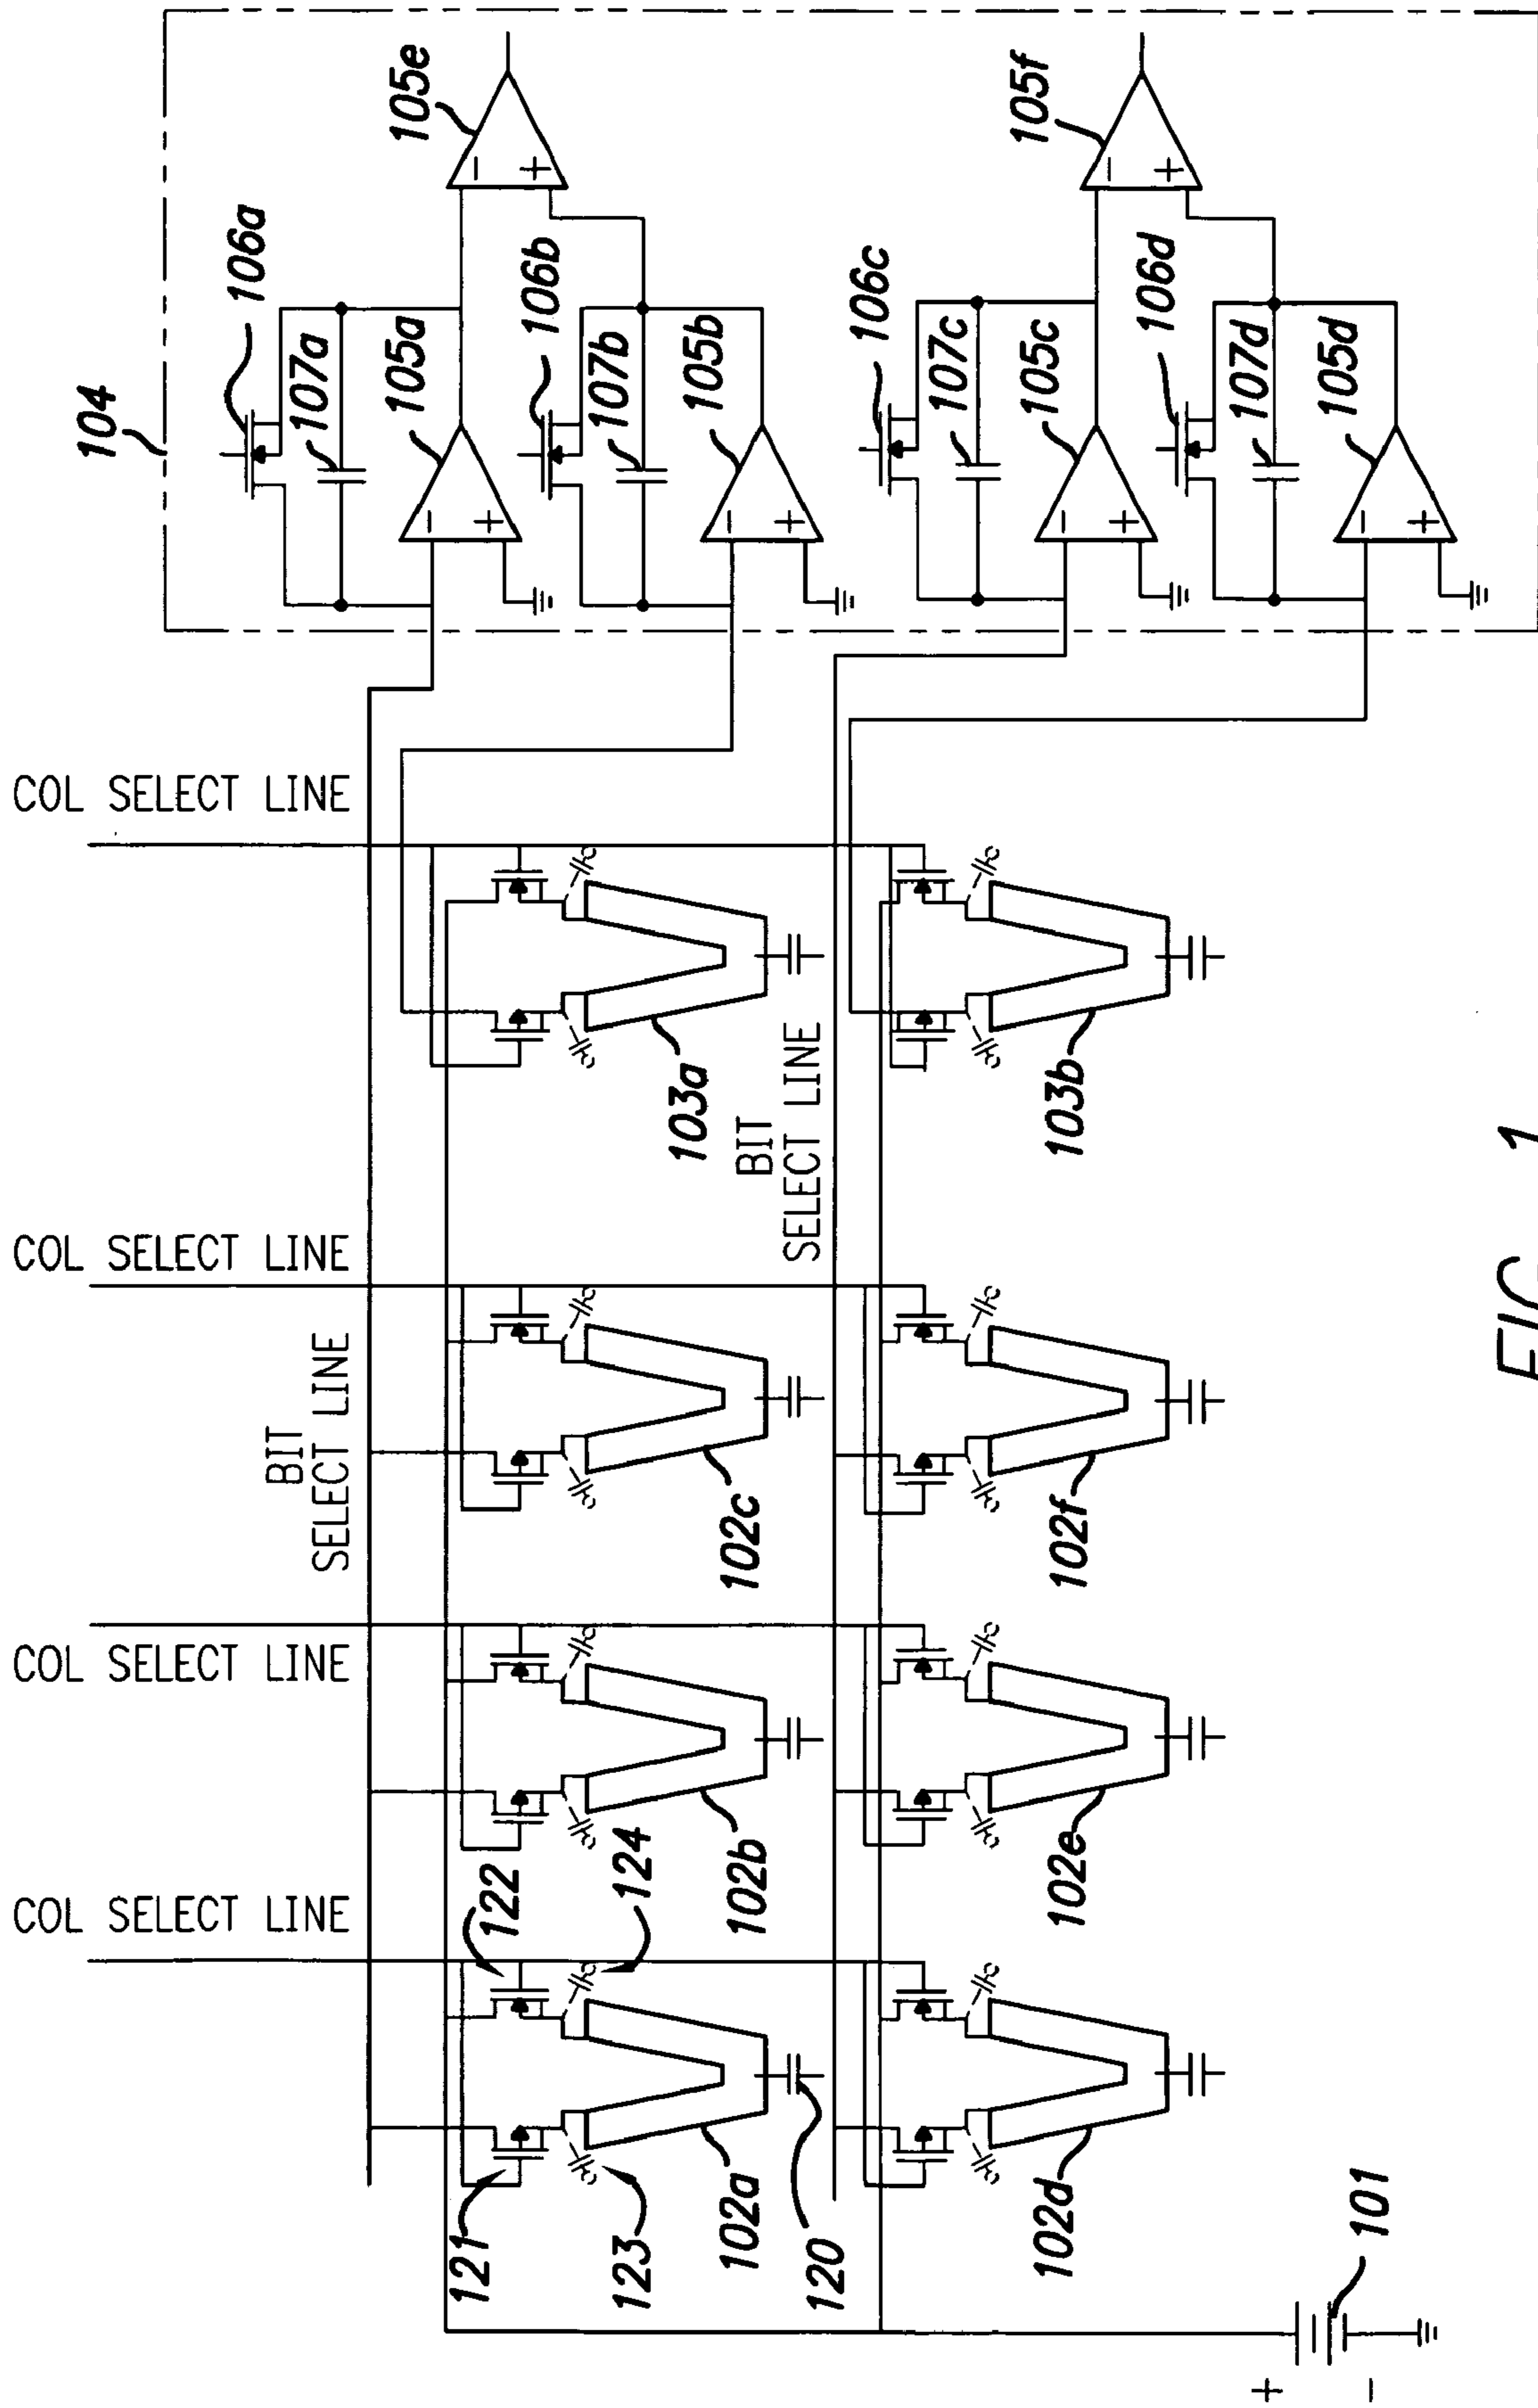 104
106a
107a
105a
105e
106b
107b
105b
106c
107c
105c
105f
106d
107d
105d
COL SELECT LINE
COL SELECT LINE
COL SELECT LINE
COL SELECT LINE
BIT
SELECT LINE
BIT
SELECT LINE
103a
103b
102c
102f
102b
102e
122
124
121
123
102a
120
102d
101
+
-
-
+
-
+
-
+
-
+
-
+
-
+
FIG. 1